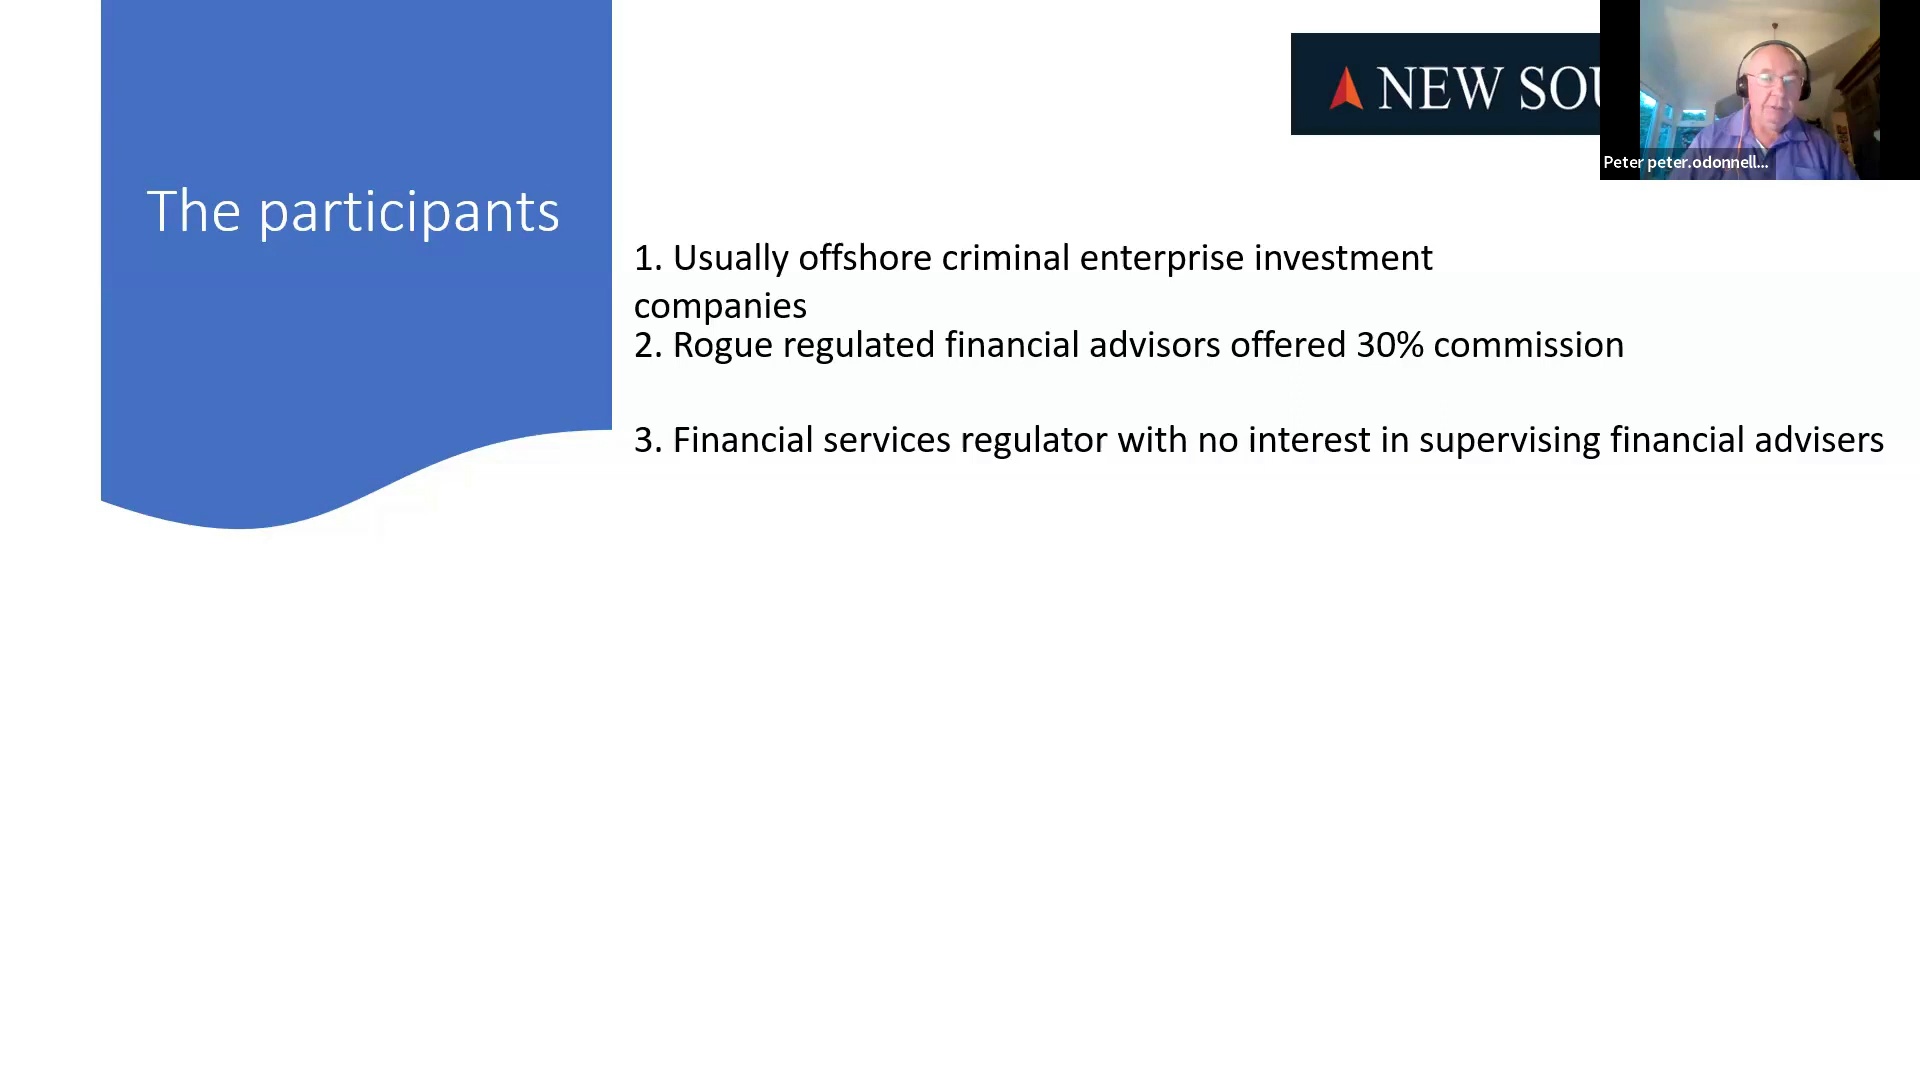 NEW SOU
Peter peter.odonnell...
The participants
1. Usually offshore criminal enterprise investment
companies
2. Rogue regulated financial advisors offered 30% commission
3. Financial services regulator with no interest in supervising financial advisers